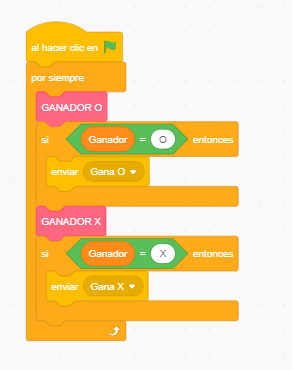 al hacer clic en
por siempre
GANADOR O
si Ganador = O entonces
enviar Gana O
GANADOR X
si Ganador = X entonces
enviar Gana X